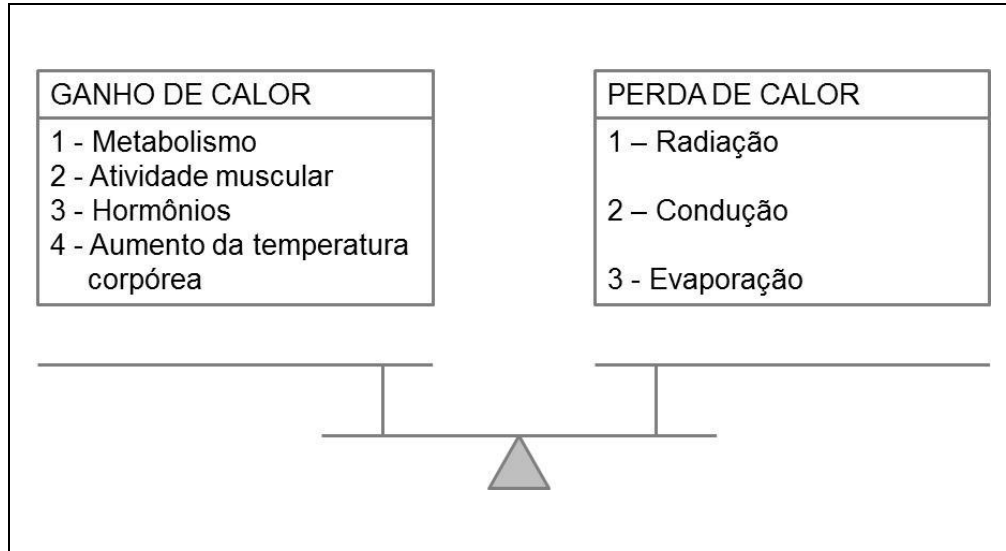 GANHO DE CALOR
1 - Metabolismo
2 - Atividade muscular
3 - Hormônios
4 - Aumento da temperatura
corpórea
PERDA DE CALOR
1 – Radiação
2 – Condução
3 - Evaporação